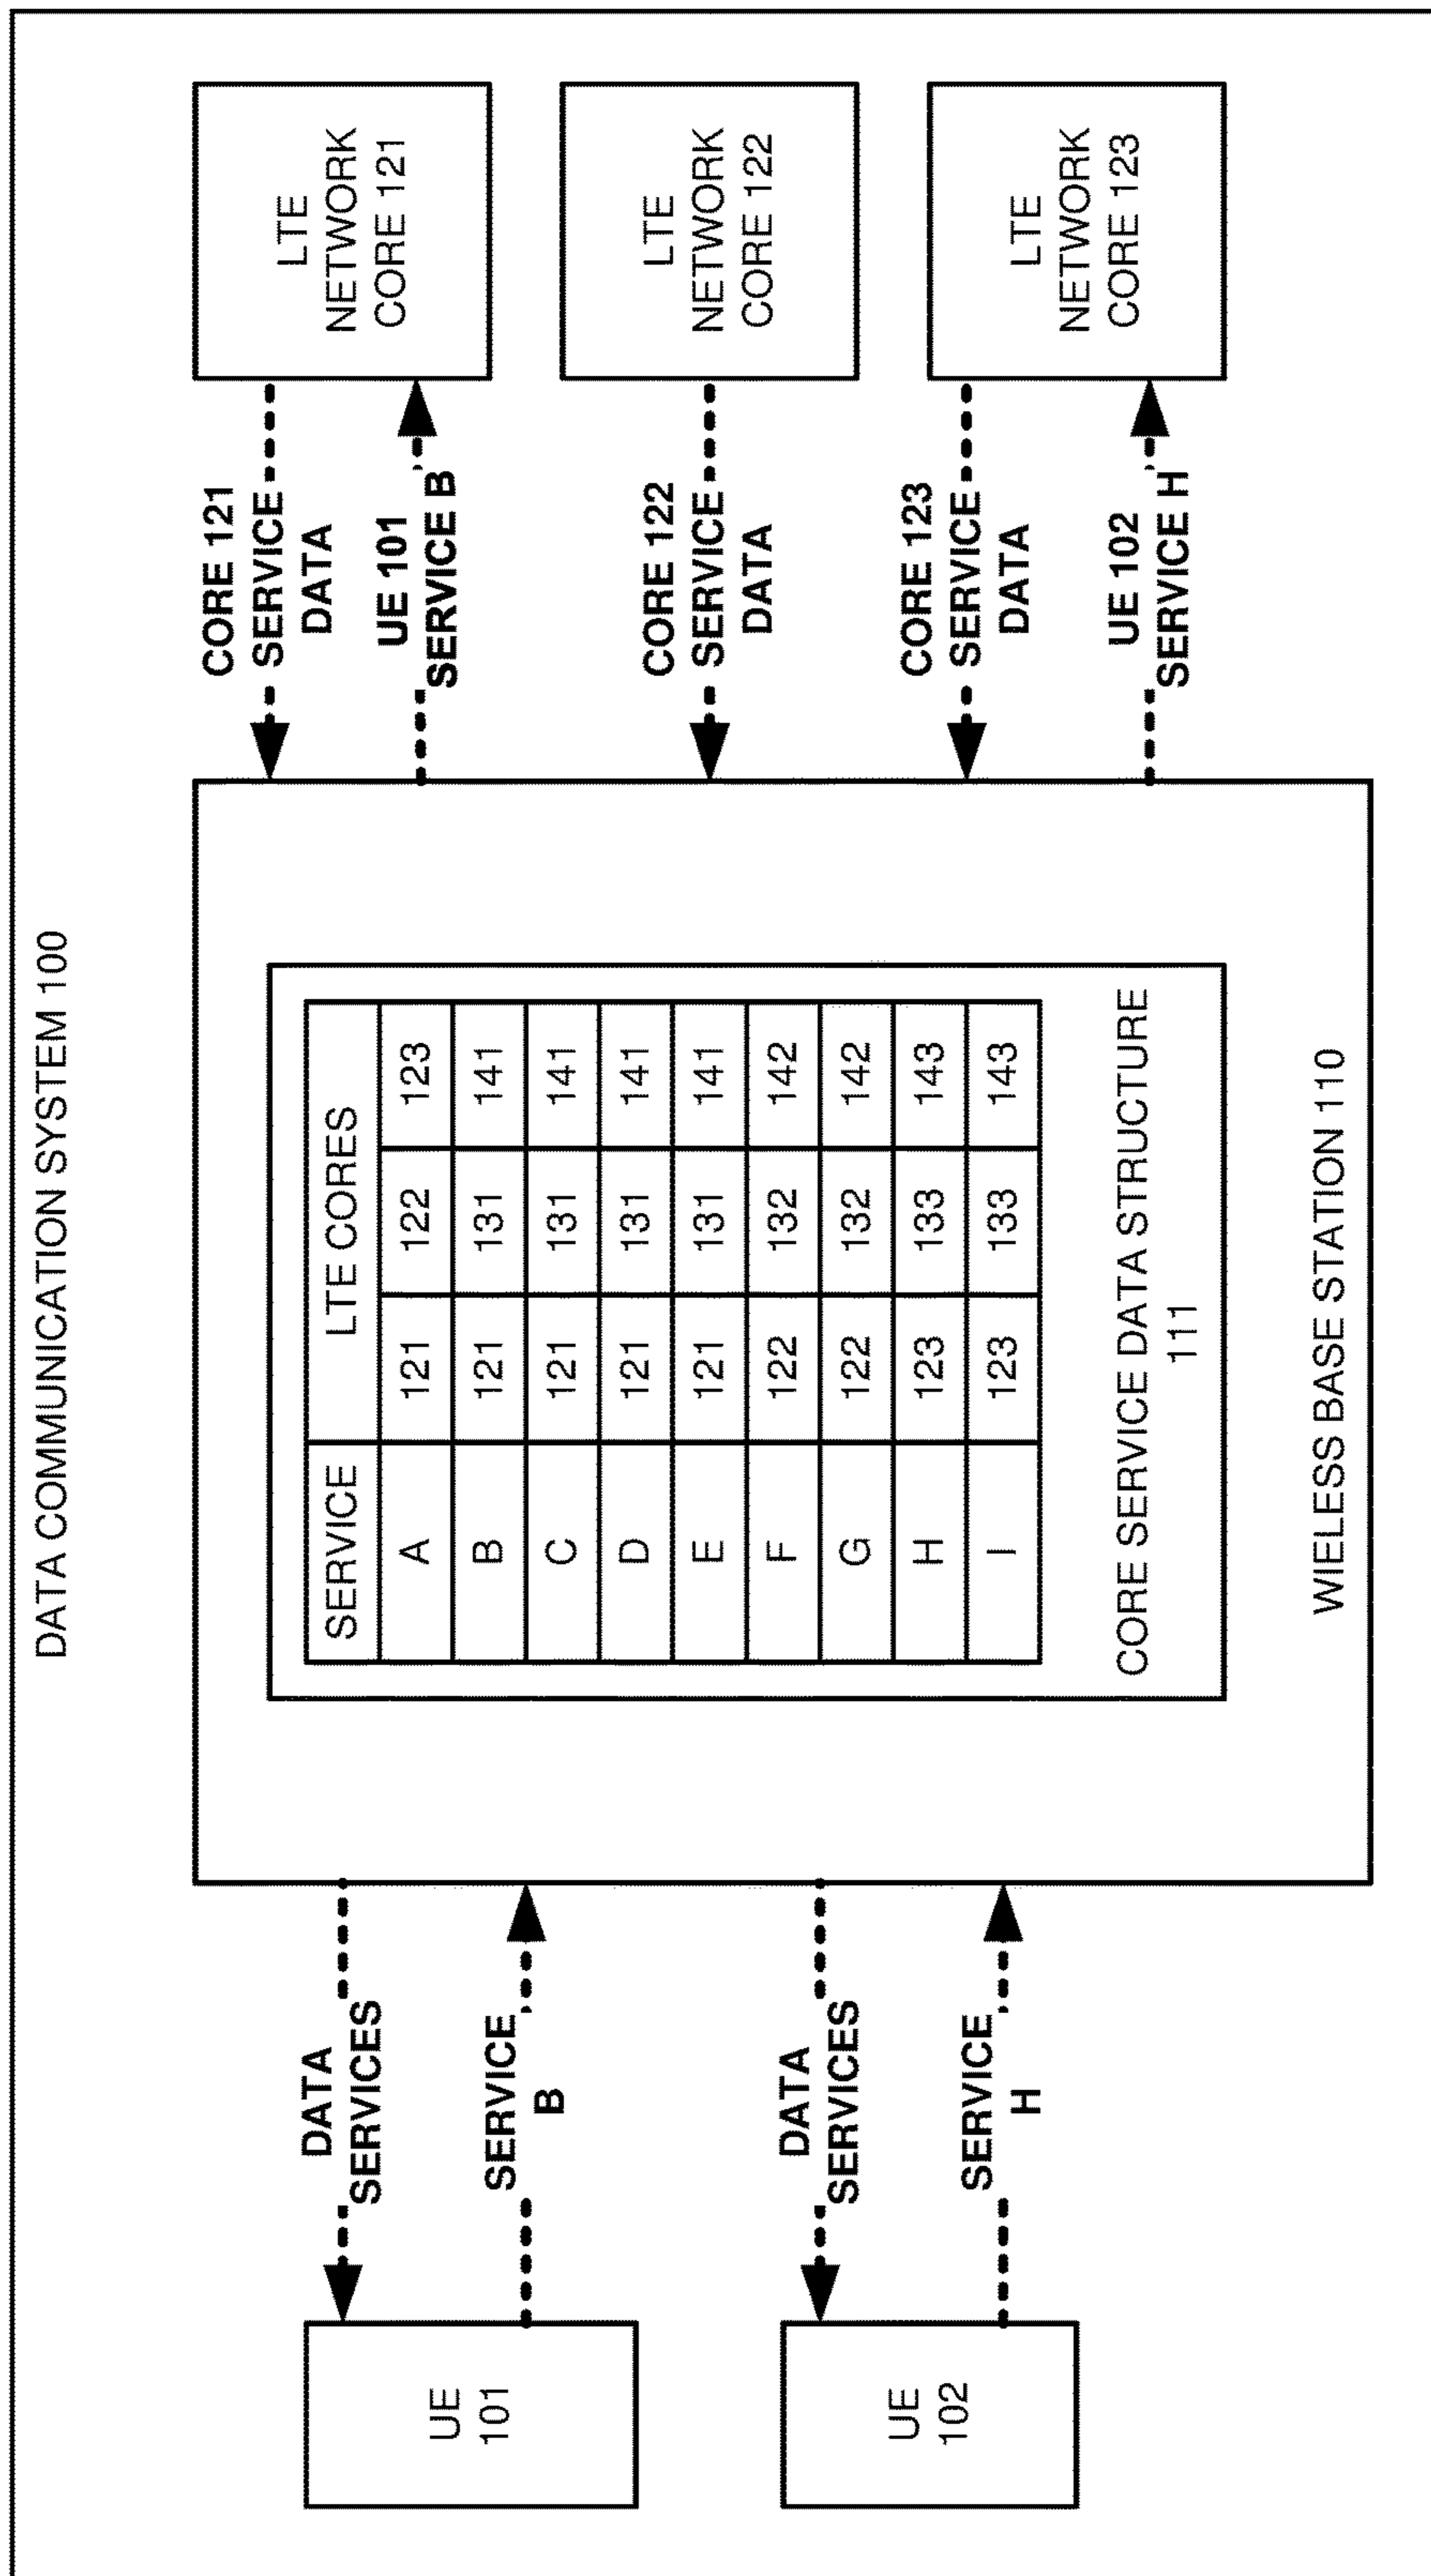 DATA COMMUNICATION SYSTEM 100
UE
101
DATA
SERVICES
SERVICE
B
UE
102
DATA
SERVICES
SERVICE
H
SERVICE LTE CORES
A 121 122 123
B 121 131 141
C 121 131 141
D 121 131 141
E 121 131 141
F 122 132 142
G 122 132 142
H 123 133 143
I 123 133 143
CORE SERVICE DATA STRUCTURE
111
WIELESS BASE STATION 110
CORE 121
SERVICE
DATA
UE 101
SERVICE B
CORE 122
SERVICE
DATA
CORE 123
SERVICE
DATA
UE 102
SERVICE H
LTE
NETWORK
CORE 121
LTE
NETWORK
CORE 122
LTE
NETWORK
CORE 123